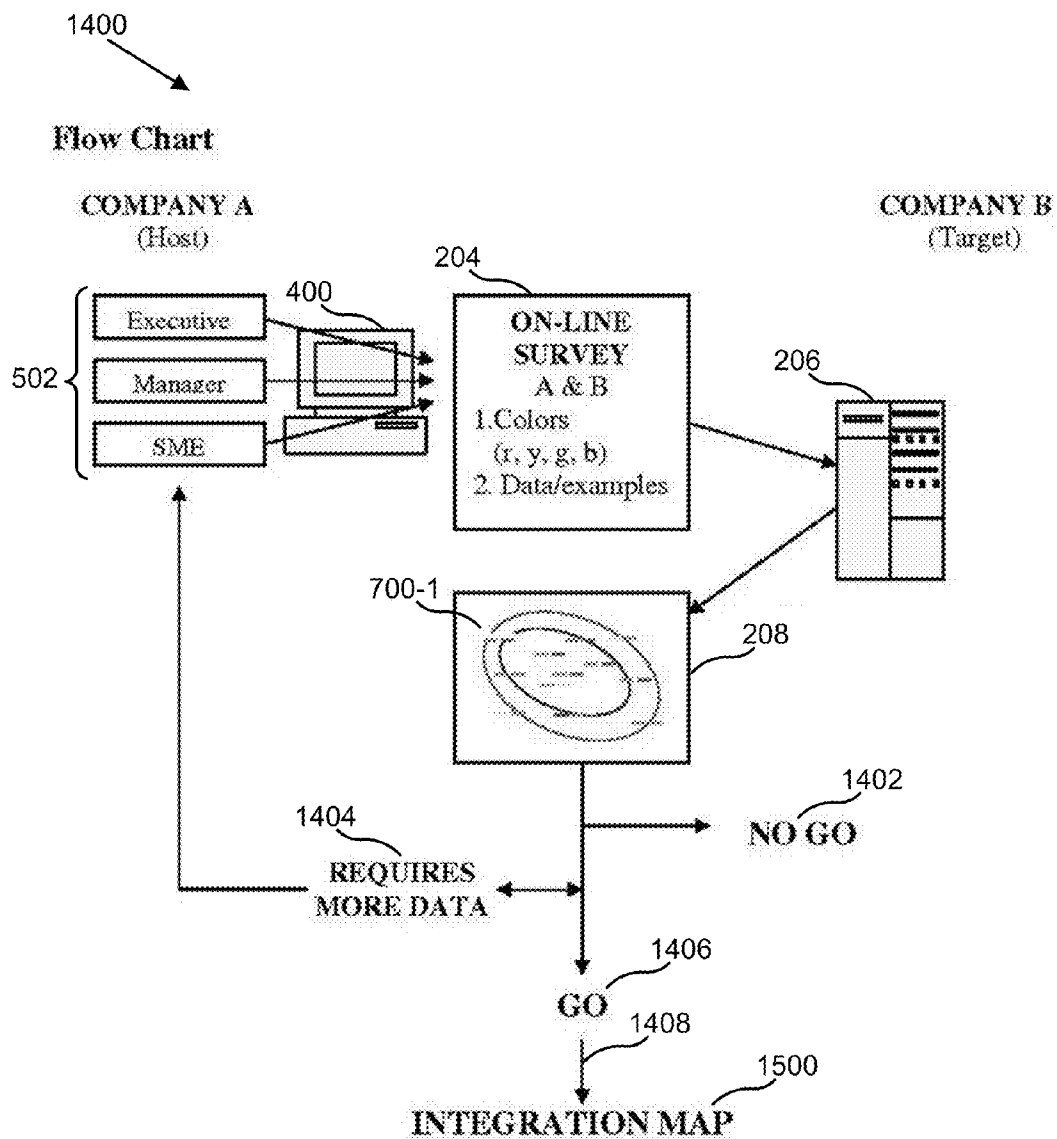 1400
Flow Chart
COMPANY A
(Host)
COMPANY B
(Target)
502
Executive
Manager
SME
400
204
ON-LINE
SURVEY
A & B
1.Colors
(r, y, g, b)
2. Data/examples
206
700-1
208
1402
NO GO
1404
REQUIRES
MORE DATA
1406
GO
1408
1500
INTEGRATION MAP